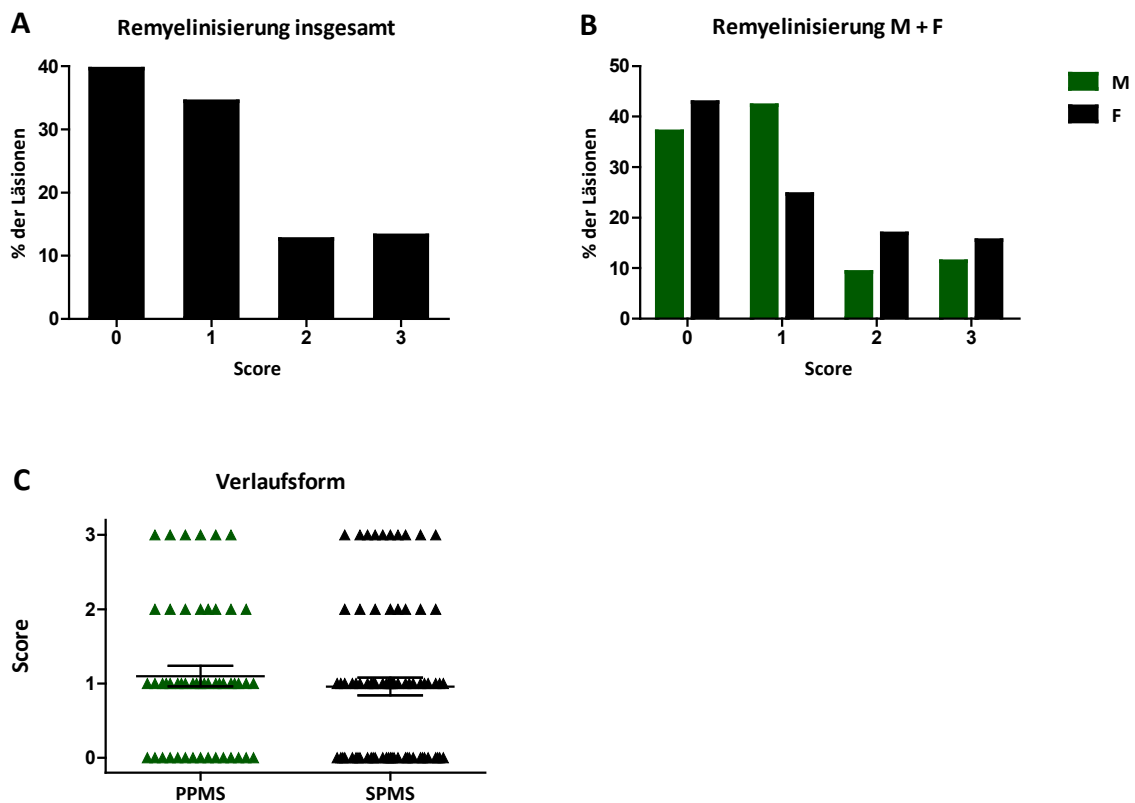 A
Remyelinisierung insgesamt
% der Läsionen
40
30
20
10
0
0 1 2 3
Score
B
Remyelinisierung M + F
% der Läsionen
50
40
30
20
10
0
0 1 2 3
Score
M
F
C
Verlaufsform
Score
3
2
1
0
PPMS SPMS